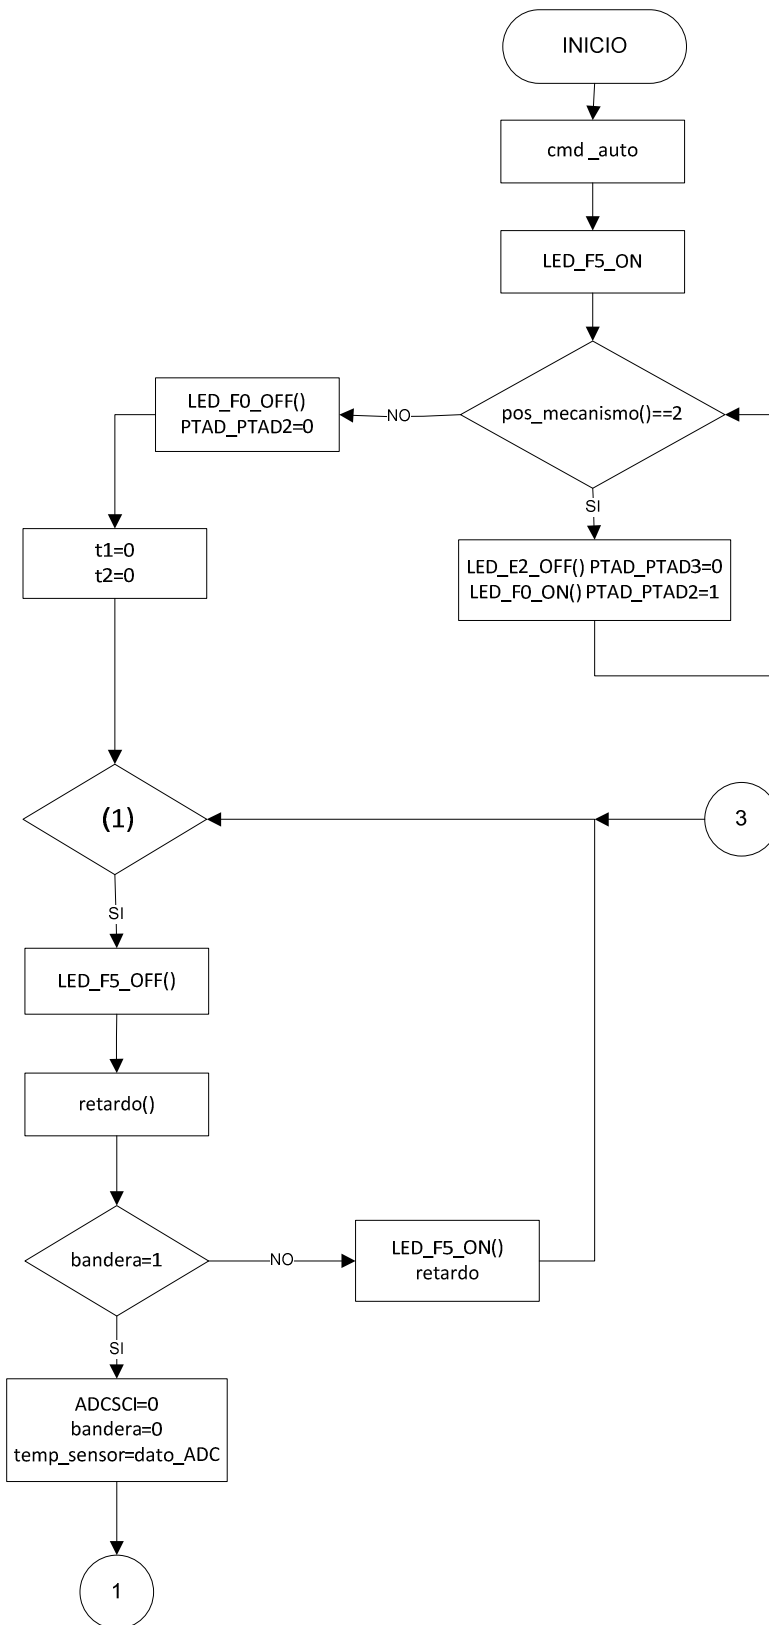 INICIO
cmd _auto
LED_F5_ON
pos_mecanismo()==2
NO
LED_F0_OFF()
PTAD_PTAD2=0
SI
t1=0
t2=0
LED_E2_OFF() PTAD_PTAD3=0
LED_F0_ON() PTAD_PTAD2=1
(1)
3
SI
LED_F5_OFF()
retardo()
bandera=1
NO
LED_F5_ON()
retardo
SI
ADCSCI=0
bandera=0
temp_sensor=dato_ADC
1